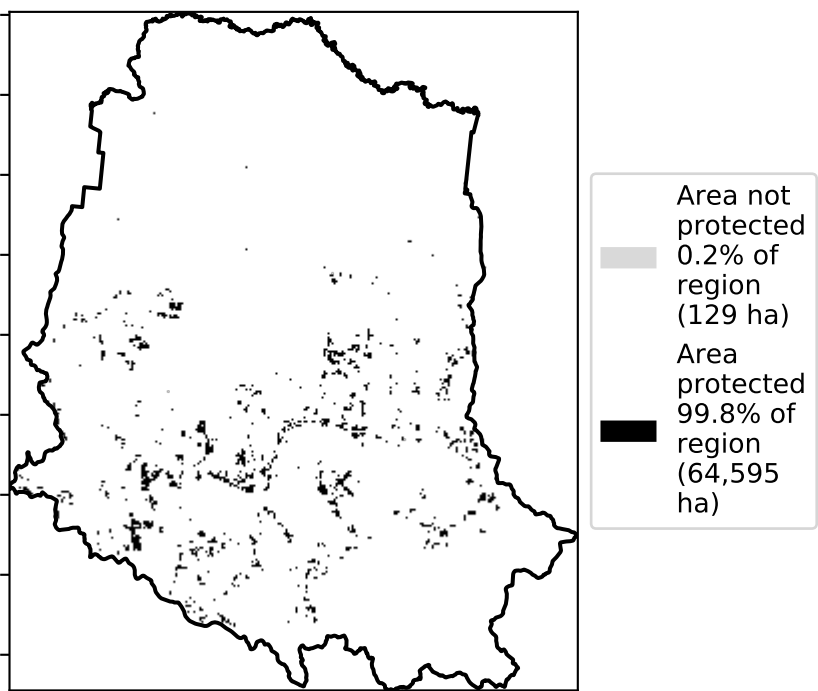 Area not
protected
0.2% of
region
(129 ha)
Area
protected
99.8% of
region
(64,595
ha)